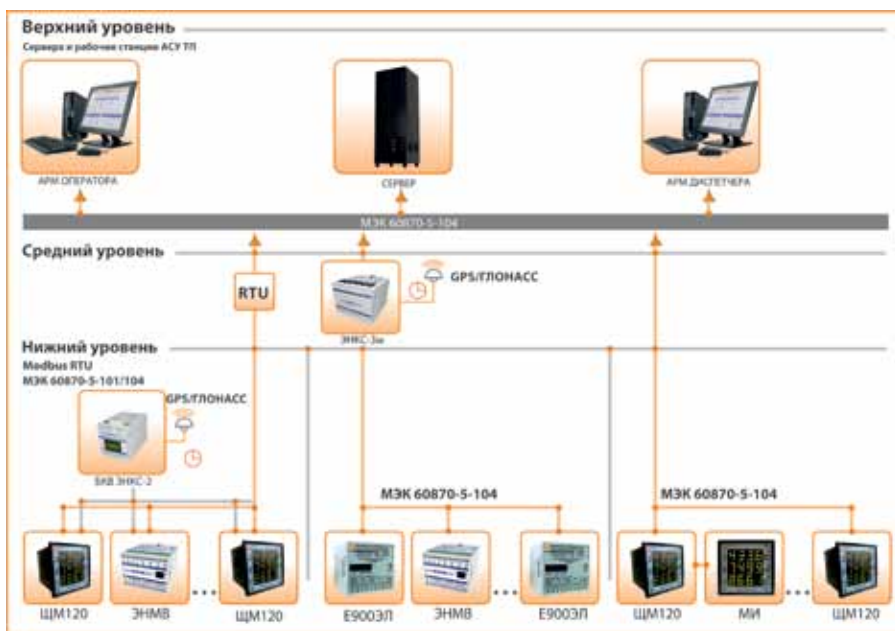 Верхний уровень
Сервера и рабочие станции АСУ ТП
АРМ ОПЕРАТОРА
СЕРВЕР
АРМ ДИСПЕТЧЕРА
МЭК 60870-5-104
Средний уровень
RTU
GPS/ГЛОНАСС
ЭНКС-3м
Нижний уровень
Modbus RTU
МЭК 60870-5-101/104
GPS/ГЛОНАСС
БКВ ЭНКС-2
МЭК 60870-5-104
МЭК 60870-5-104
ЩМ120
ЭНМВ
ЩМ120
Е900ЭЛ
ЭНМВ
Е900ЭЛ
ЩМ120
МИ
ЩМ120